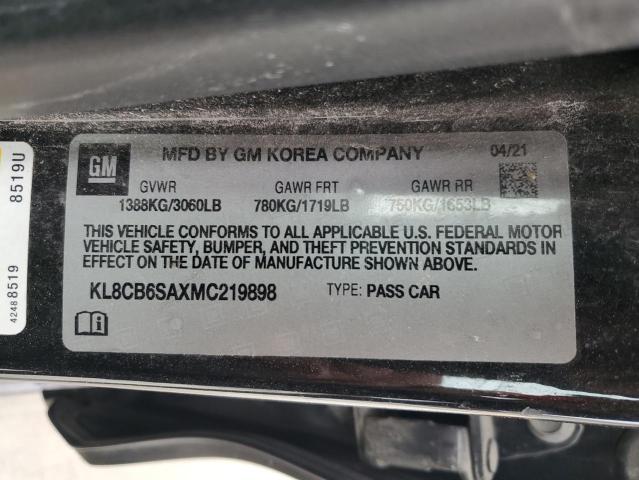 GM
MFD BY GM KOREA COMPANY
04/21
GVWR
GAWR FRT
GAWR RR
1388KG/3060LB
780KG/1719LB
750KG/1653LB
THIS VEHICLE CONFORMS TO ALL APPLICABLE U.S. FEDERAL MOTOR
VEHICLE SAFETY, BUMPER, AND THEFT PREVENTION STANDARDS IN
EFFECT ON THE DATE OF MANUFACTURE SHOWN ABOVE.
KL8CB6SAXMC219898
TYPE: PASS CAR
8519U
42488519